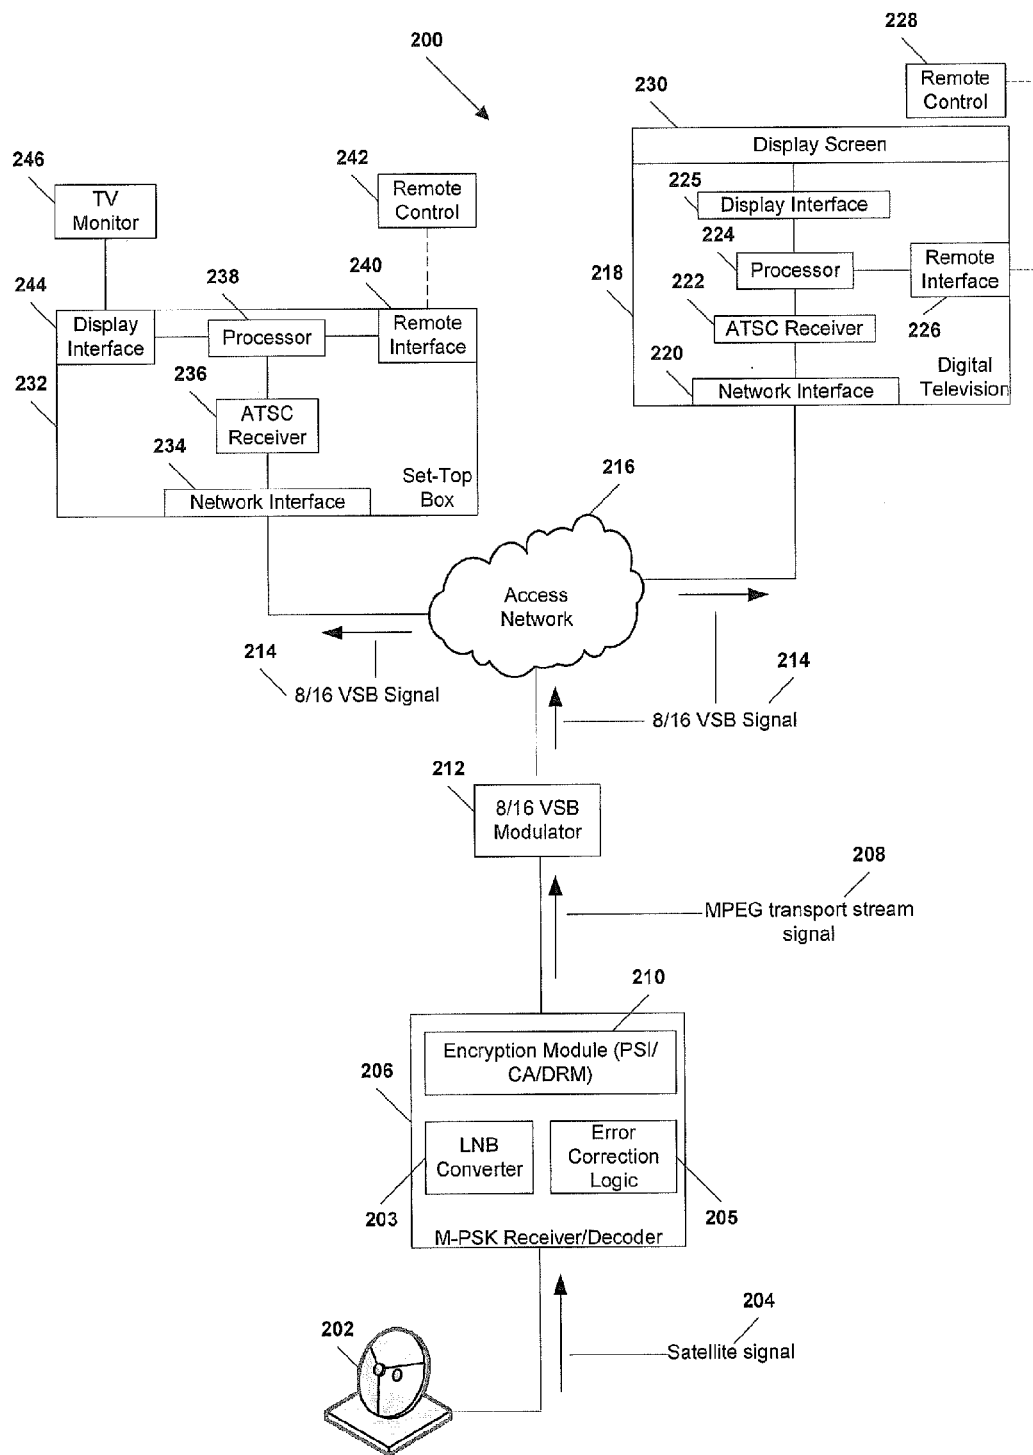 200
228
Remote
Control
230
Display Screen
246
TV
Monitor
242
Remote
Control
225
Display Interface
224
Processor
Remote
Interface
226
218
222
ATSC Receiver
220
Network Interface
Digital
Television
244
Display
Interface
238
Processor
240
Remote
Interface
232
236
ATSC
Receiver
234
Network Interface
Set-Top
Box
216
Access
Network
214
8/16 VSB Signal
214
8/16 VSB Signal
212
8/16 VSB
Modulator
208
MPEG transport stream
signal
210
Encryption Module (PSI/
CA/DRM)
206
LNB
Converter
203
Error
Correction
Logic
205
M-PSK Receiver/Decoder
204
Satellite signal
202